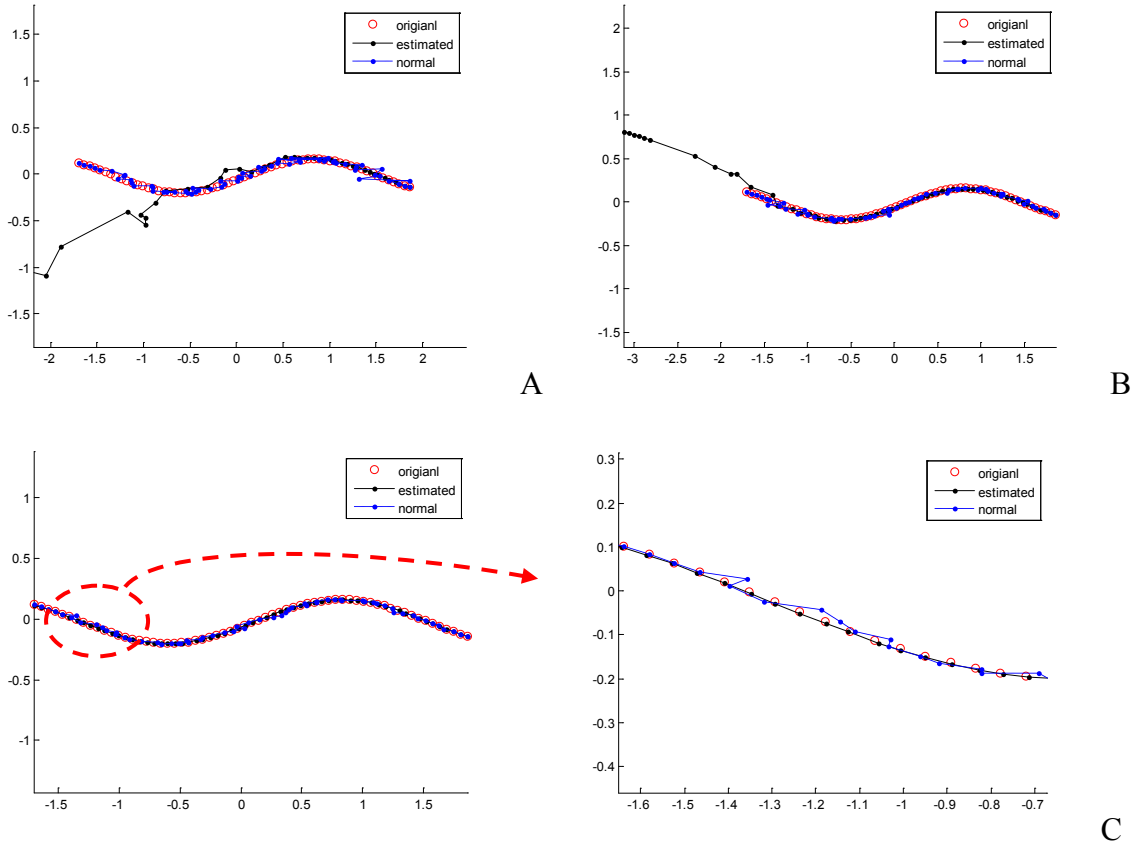 1.5
1
0.5
0
-0.5
-1
-1.5
-2 -1.5 -1 -0.5 0 0.5 1 1.5 2
origianl
estimated
normal
A
2
1.5
1
0.5
0
-0.5
-1
-1.5
-3 -2.5 -2 -1.5 -1 -0.5 0 0.5 1 1.5
origianl
estimated
normal
B
1
0.5
0
-0.5
-1
-1.5 -1 -0.5 0 0.5 1 1.5
origianl
estimated
normal
0.3
0.2
0.1
0
-0.1
-0.2
-0.3
-0.4
-1.6 -1.5 -1.4 -1.3 -1.2 -1.1 -1 -0.9 -0.8 -0.7
origianl
estimated
normal
C